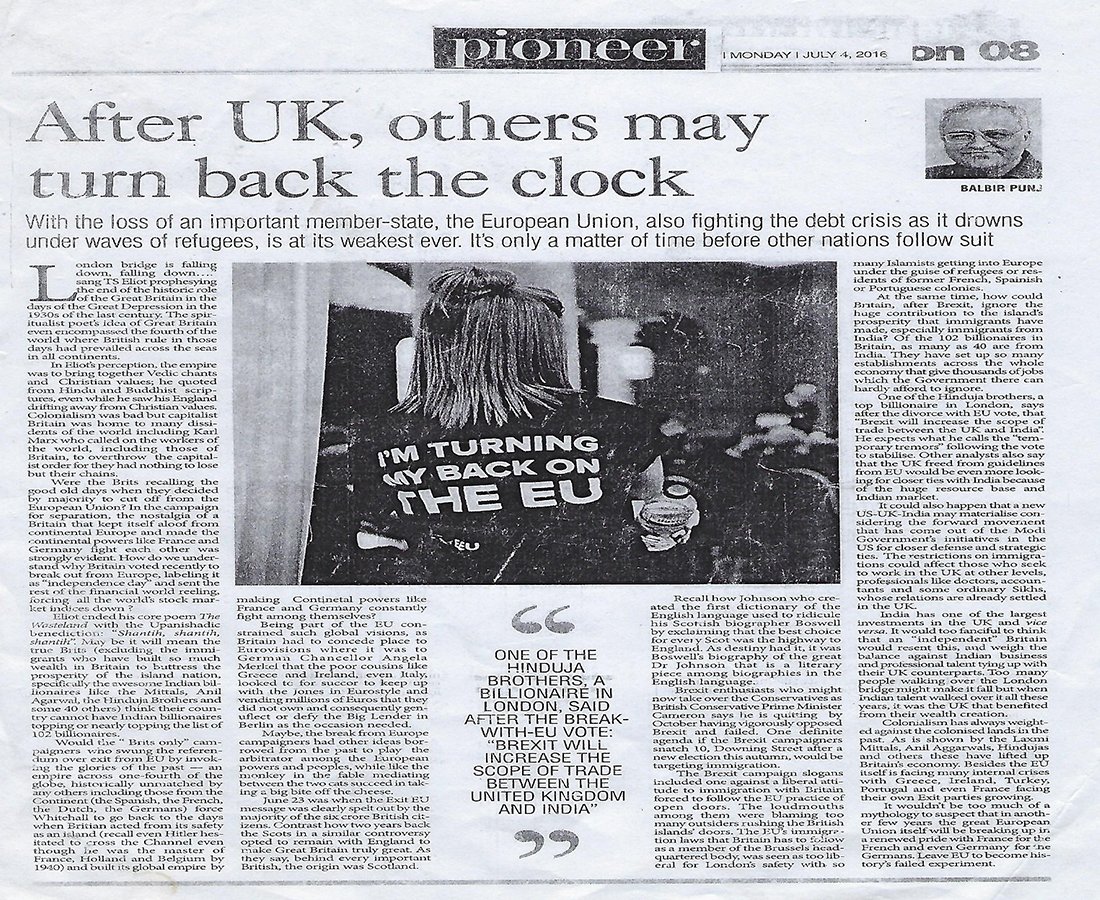 pioneer
| MONDAY | JULY 4, 2016
pn 08
After UK, others may
turn back the clock
BALBIR PUNJ
With the loss of an important member-state, the European Union, also fighting the debt crisis as it drowns
under waves of refugees, is at its weakest ever. It's only a matter of time before other nations follow suit
London bridge is falling
down, falling down....
sang TS Eliot prophesying
the end of the historic role
of the Great Britain in the
days of the Great Depression in the
1930s of the last century. The spir-
itualist poet's idea of Great Britain
even encompassed the fourth of the
world where British rule in those
days had prevailed across the seas
in all continents.
In Eliot's perception, the empire
was to bring together Vedic chants
and Christian values; he quoted
from Hindu and Buddhist scrip-
tures, even while he saw his England
drifting away from Christian values.
Colonialism was bad but capitalist
Britain was home to many dissi-
dents of the world including Karl
Marx who called on the workers of
the world, including those of
Britain, to overthrow the capital-
ist order for they had nothing to lose
but their chains.
Were the Brits recalling the
good old days when they decided
by majority to cut off from the
European Union? In the campaign
for separation, the nostalgia of a
Britain that kept itself aloof from
continental Europe and made the
continental powers like France and
Germany fight each other was
strongly evident. How do we under-
stand why Britain voted recently to
break out from Europe, labeling it
as "independence day" and sent the
rest of the financial world reeling,
forcing all the world's stock mar-
ket indices down ?
Eliot ended his core poem The
Wasteland with the Upanishadic
benediction: "Shantih, shantih,
shantih". May be it will mean the
true Brits (excluding the immi-
grants who have built so much
wealth in Britain to buttress the
prosperity of the island nation,
specifically the awesome Indian bil-
lionaires like the Mittals, Anil
Agarwal, the Hinduj Brothers and
some 40 others) think their coun-
try cannot have Indian billionaires
topping or nearly topping the list of
102 billionaires.
Would the "Brits only" cam-
paigners who swung the referen-
dum over exit from EU by invok-
ing the glories of the past — an
empire across one-fourth of the
globe, historically unmatched by
any others including those from the
Continent (the Spanish, the French,
the Dutch, the Germans) force
Whitehall to go back to the days
when Britian acted from its safety
as an island (recall even Hitler hes-
itated to cross the Channel even
though he was the master of
France, Holland and Belgium by
1940) and built its global empire by
I'M TURNING
MY BACK ON
THE EU
EU
making Continetal powers like
France and Germany constantly
fight among themselves?
Being part of the EU con-
strained such global visions, as
Britain had to concede place to
Eurovisions where it was to
German Chancellor Angela
Merkel that the poor cousins like
Greece and Ireland, even Italy,
looked to for succor to keep up
with the Jones in Eurostyle and
vending millions of Euros that they
did not own and consequently gen-
uflect or defy the Big Lender in
Berlin as the occasion needed.
Maybe, the break from Europe
campaigners had other ideas bor-
rowed from the past to play the
arbitrator among the European
powers and peoples, while like the
monkey in the fable mediating
between the two cats succeed in tak-
ing a big bite off the cheese.
June 23 was when the Exit EU
message was clearly spelt out by the
majority of the six crore British cit-
izens. Contrast how two years back
the Scots in a similar controversy
opted to remain with England to
make Great Britain truly great. As
they say, behind every important
British, the origin was Scotland.
“
ONE OF THE
HINDUJA
BROTHERS, A
BILLIONAIRE IN
LONDON, SAID
AFTER THE BREAK-
WITH-EU VOTE:
"BREXIT WILL
INCREASE THE
SCOPE OF TRADE
BETWEEN THE
UNITED KINGDOM
AND INDIA"
”
Recall how Johnson who cre-
ated the first dictionary of the
English language used to ridicule
his Scotish biographer Boswell
by exclaiming that the best choice
for every Scot was the highway to
England. As destiny had it, it was
Boswell's biography of the great
Dr Johnson that is a literary
piece among biographies in the
English language.
Brexit enthusiasts who might
now take over the Conservatives as
British Conservative Prime Minister
Cameron says he is quitting by
October having vigorously opposed
Brexit and failed. One definite
agenda if the Brexit campaigners
match 10, Downing Street after a
new election this autumn, would be
targeting immigration.
The Brexit campaign slogans
included one against a liberal atti-
tude to immigration with Britain
forced to follow the EU practice of
open doors. The loudmouths
among them were blaming too
many outsiders rushing the British
islands' doors. The EU's immigra-
tion laws that Britain has to follow
as a member of the Brussels head-
quartered body, was seen as too lib-
eral for London's safety with so
many Islamists getting into Europe
under the guise of refugees or res-
idents of former French, Spainish
or Portuguese colonies.
At the same time, how could
Britain, after Brexit, ignore the
huge contribution to the island's
prosperity that immigrants have
made, especially immigrants from
India? Of the 102 billionaires in
Britain, as many as 40 are from
India. They have set up so many
establishments across the whole
economy that give thousands of jobs
which the Government there can
hardly afford to ignore.
One of the Hinduja brothers, a
top billionaire in London, says
after the divorce with EU vote, that
"Brexit will increase the scope of
trade between the UK and India".
He expects what he calls the "tem-
porary tremors" following the vote
to stabilise. Other analysts also say
that the UK freed from guidelines
from EU would be even more look-
ing for closer ties with India because
of the huge resource base and
Indian market.
It could also happen that a new
US-UK-India may materialise con-
sidering the forward movement
that has come out of the Modi
Government's initiatives in the
US for closer defense and strategic
ties. The restrictions on immigra-
tions could affect those who seek
to work in the UK at other levels,
professionals like doctors, accoun-
tants and some ordinary Sikhs,
whose relations are already settled
in the UK.
India has one of the largest
investments in the UK and vice
versa. It would too fanciful to think
that an "independent" Britain
would resent this, and weigh the
balance against Indian business
and professional talent tying up with
their UK counterparts. Too many
people walking over the London
bridge might make it fall but when
Indian talent walked over it all these
years, it was the UK that benefited
from their wealth creation.
Colonialism has always weight-
ed against the colonised lands in the
past. As is shown by the Laxmi
Mittals, Anil Aggarwals, Hindujas
and others these have lifted up
Britain's economy. Besides the EU
itself is facing many internal crises
with Greece, Ireland, Turkey,
Portugal and even France facing
their own Exit parties growing.
It wouldn't be too much of a
mythology to suspect that in anoth-
er few years the great European
Union itself will be breaking up in
a renewed pride with France for the
French and even Germany for the
Germans. Leave EU to become his-
tory's failed experiment.